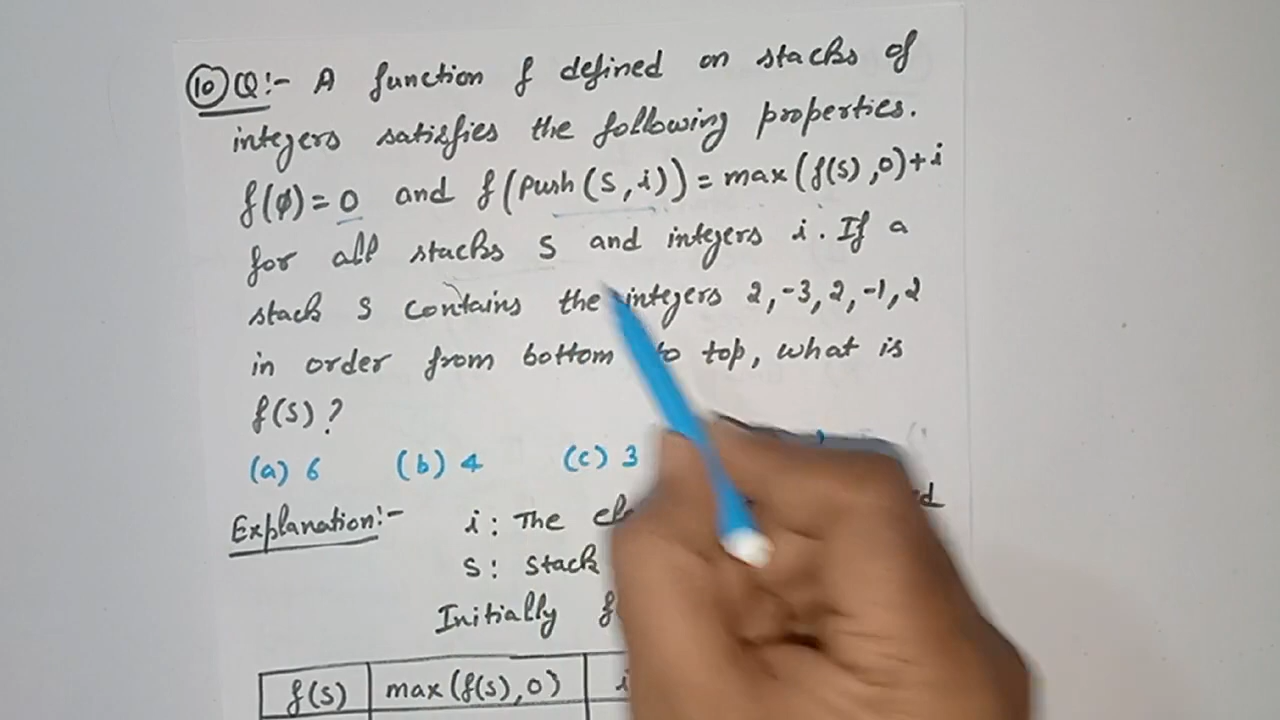 (10) Q:- A function f defined on stacks of
integers satisfies the following properties.
f(ø) = 0 and f(Push(S,i)) = max(f(S),0)+i
for all stacks S and integers i. If a
stack S contains the integers 2,-3,2,-1,2
in order from bottom to top, what is
f(S)?
(a) 6 (b) 4 (c) 3
Explanation:- i: The
S: Stack
Initially
f(S) max(f(S),0) i